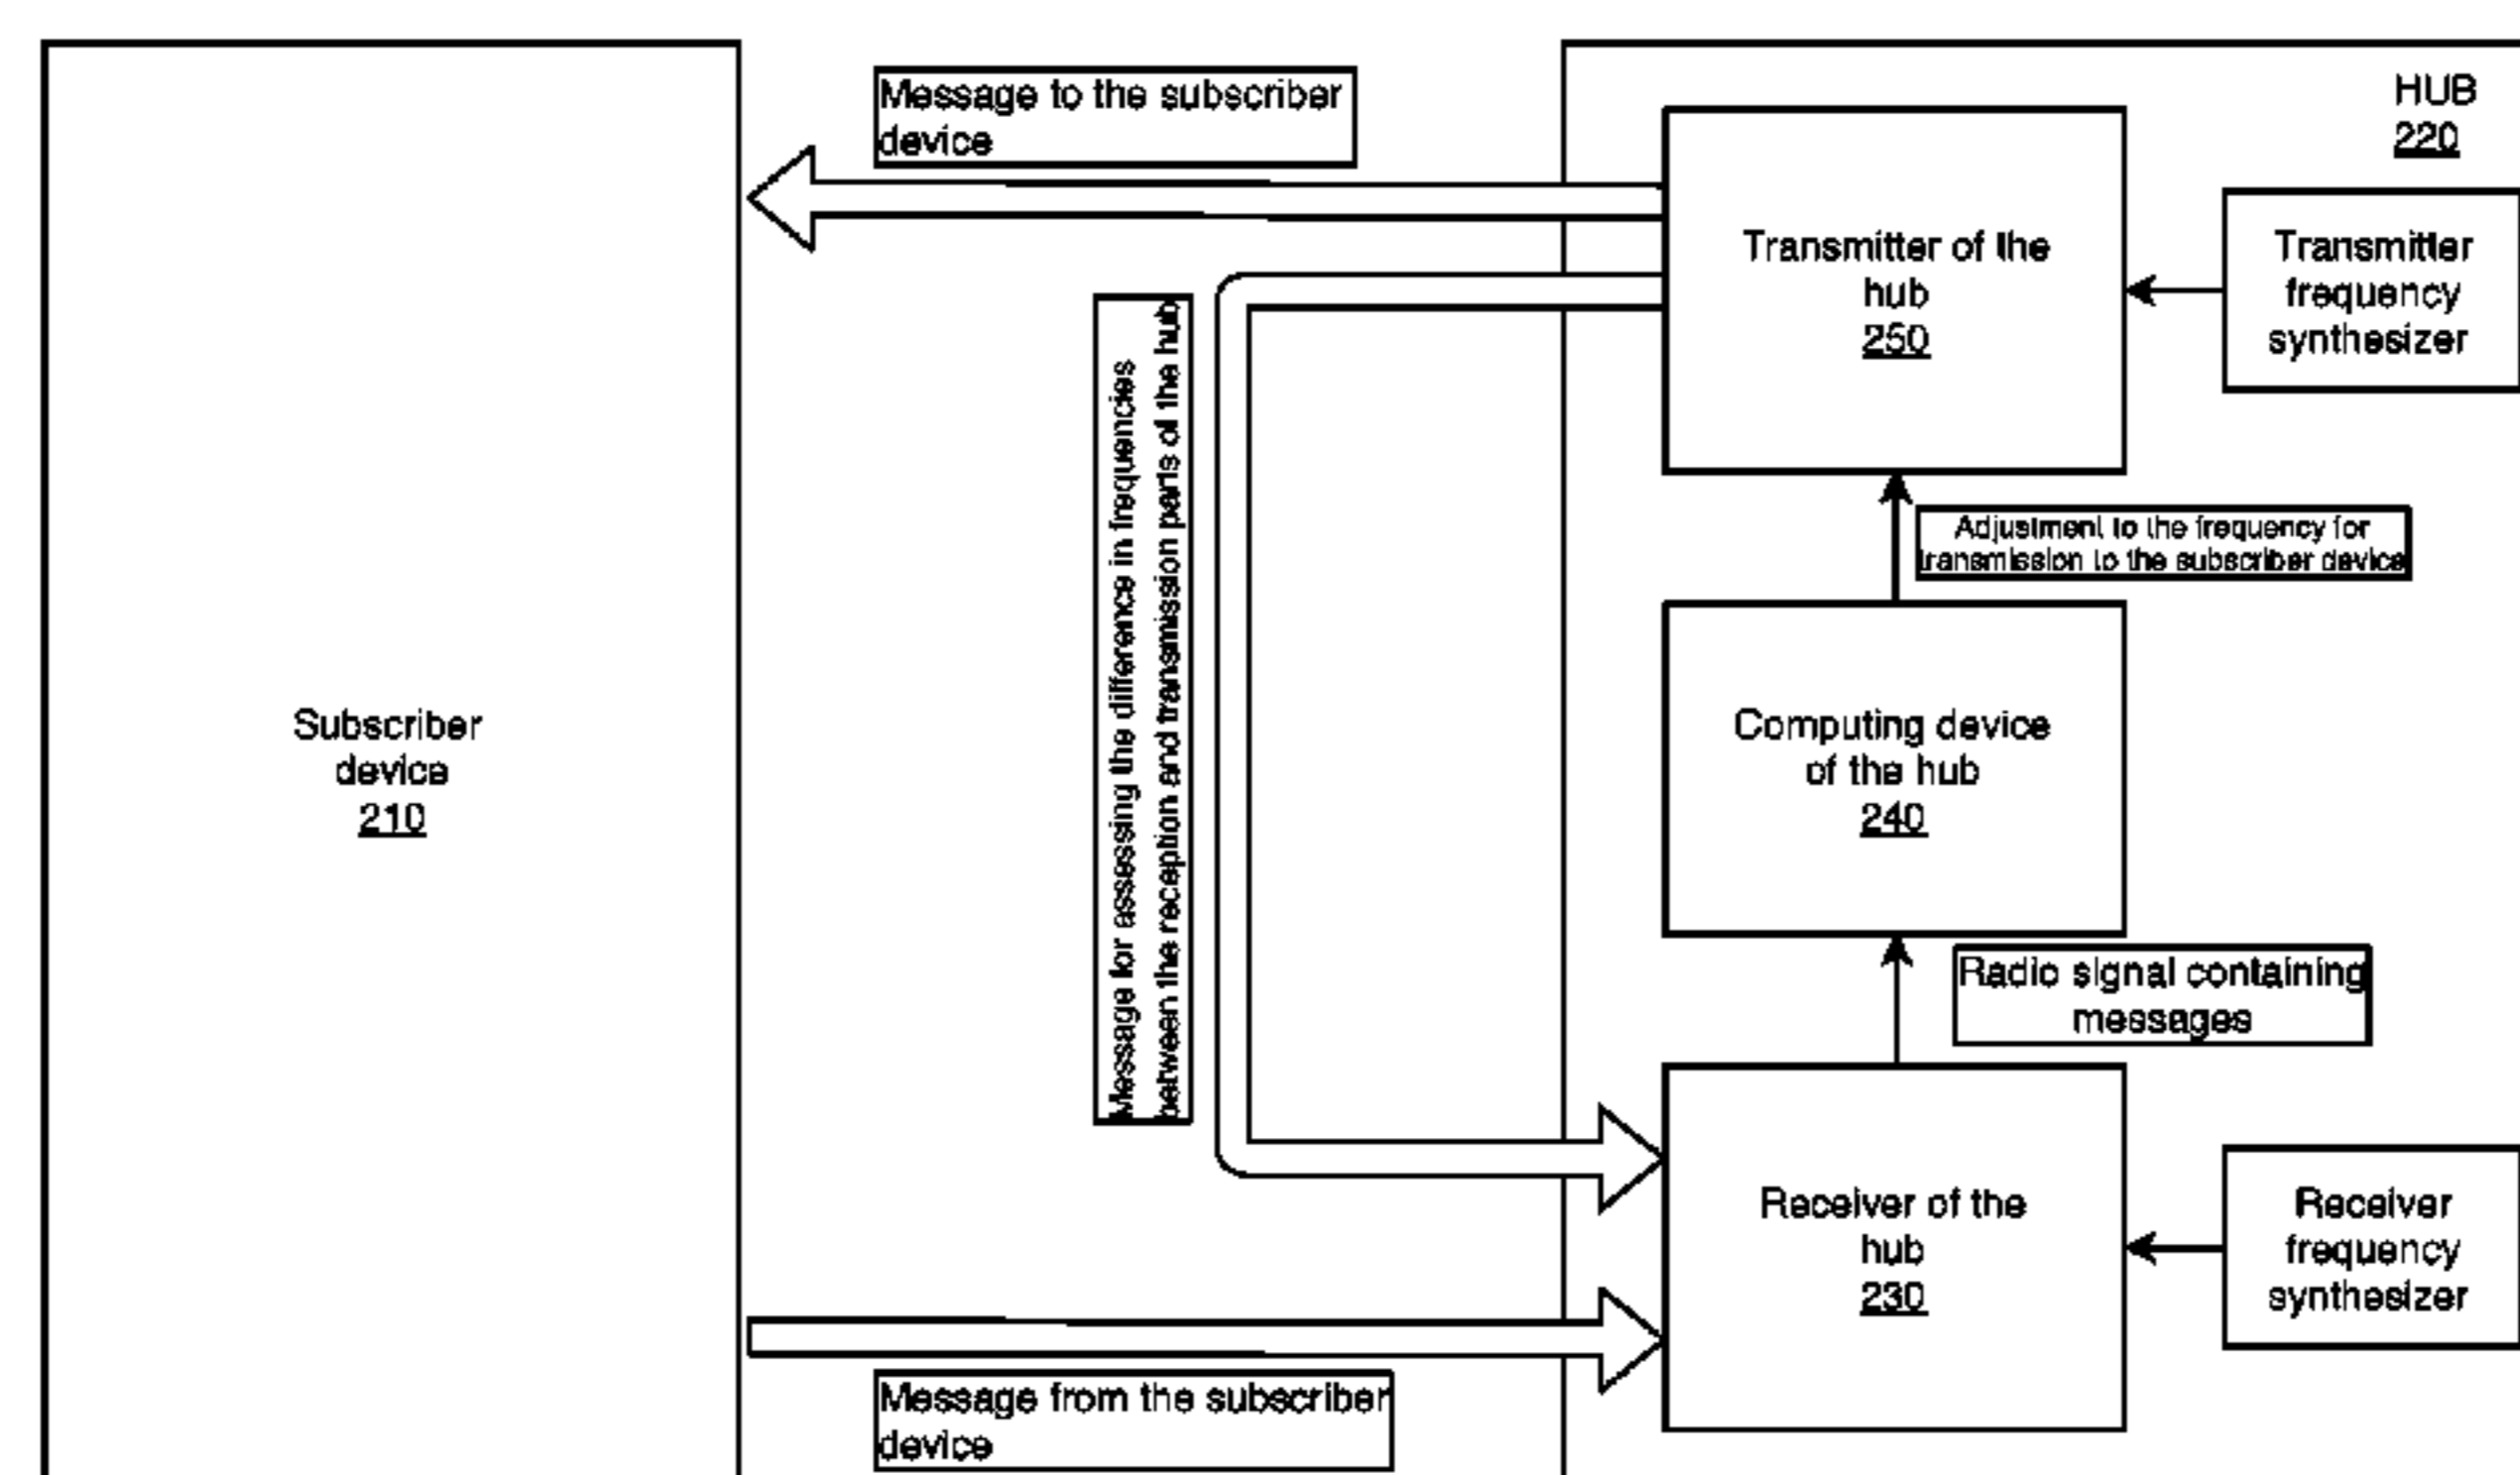 Message to the subscriber
device
HUB
220
Transmitter of the
hub
250
Transmitter
frequency
synthesizer
Message for assessing the difference in frequencies
between the reception and transmission parts of the hub
Adjustment to the frequency for
transmission to the subscriber device
Subscriber
device
210
Computing device
of the hub
240
Radio signal containing
messages
Receiver of the
hub
230
Receiver
frequency
synthesizer
Message from the subscriber
device